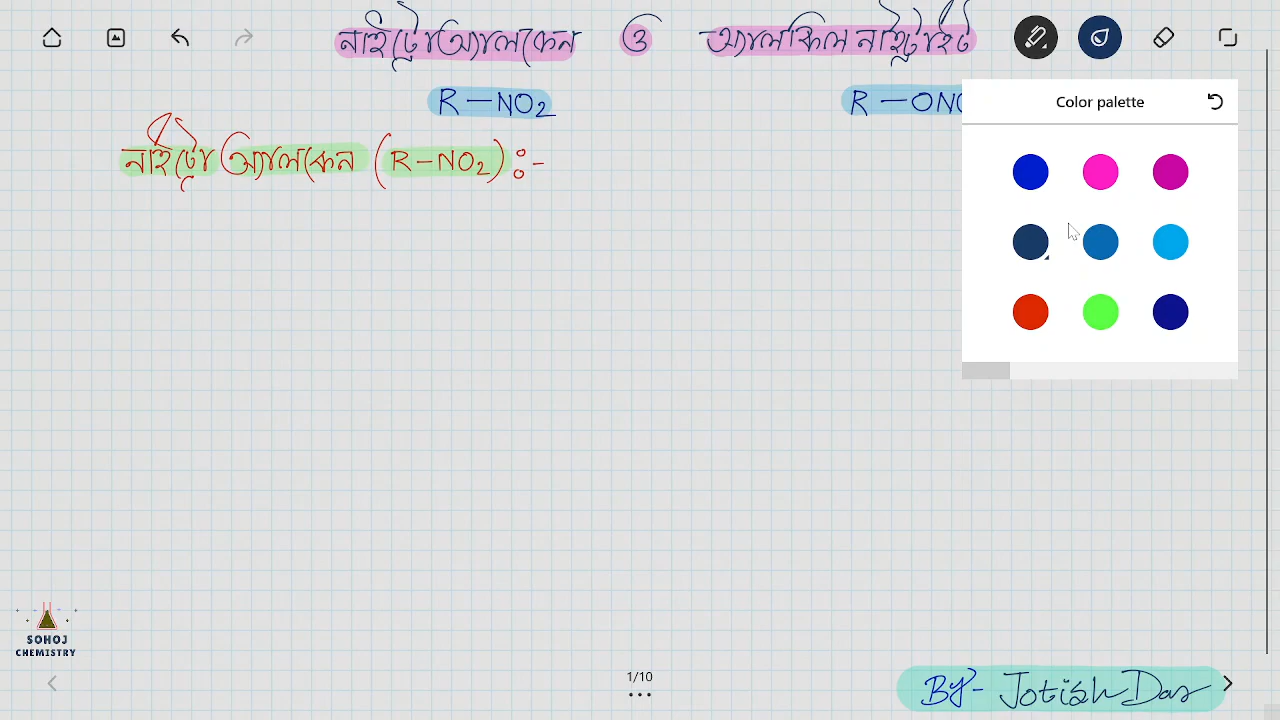 নাইট্রোঅ্যালকেন ও অ্যালকিল নাইট্রাইট
R-NO2 R-ONO
Color palette
নাইট্রো অ্যালকেন (R-NO2) :-
SOHOJ
CHEMISTRY
1/10
BY- Jotish Das